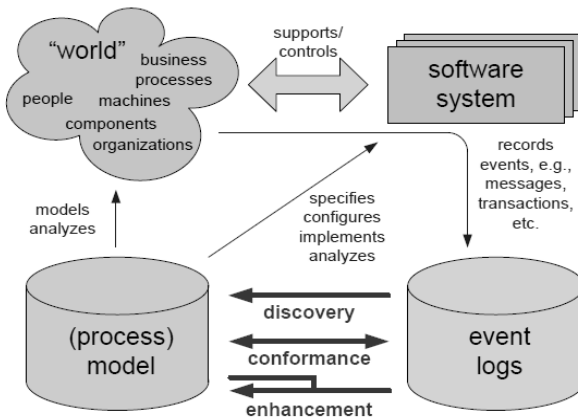 “world”
business
processes
people
machines
components
organizations
supports/
controls
software
system
records
events, e.g.,
messages,
transactions,
etc.
models
analyzes
specifies
configures
implements
analyzes
(process)
model
discovery
conformance
enhancement
event
logs